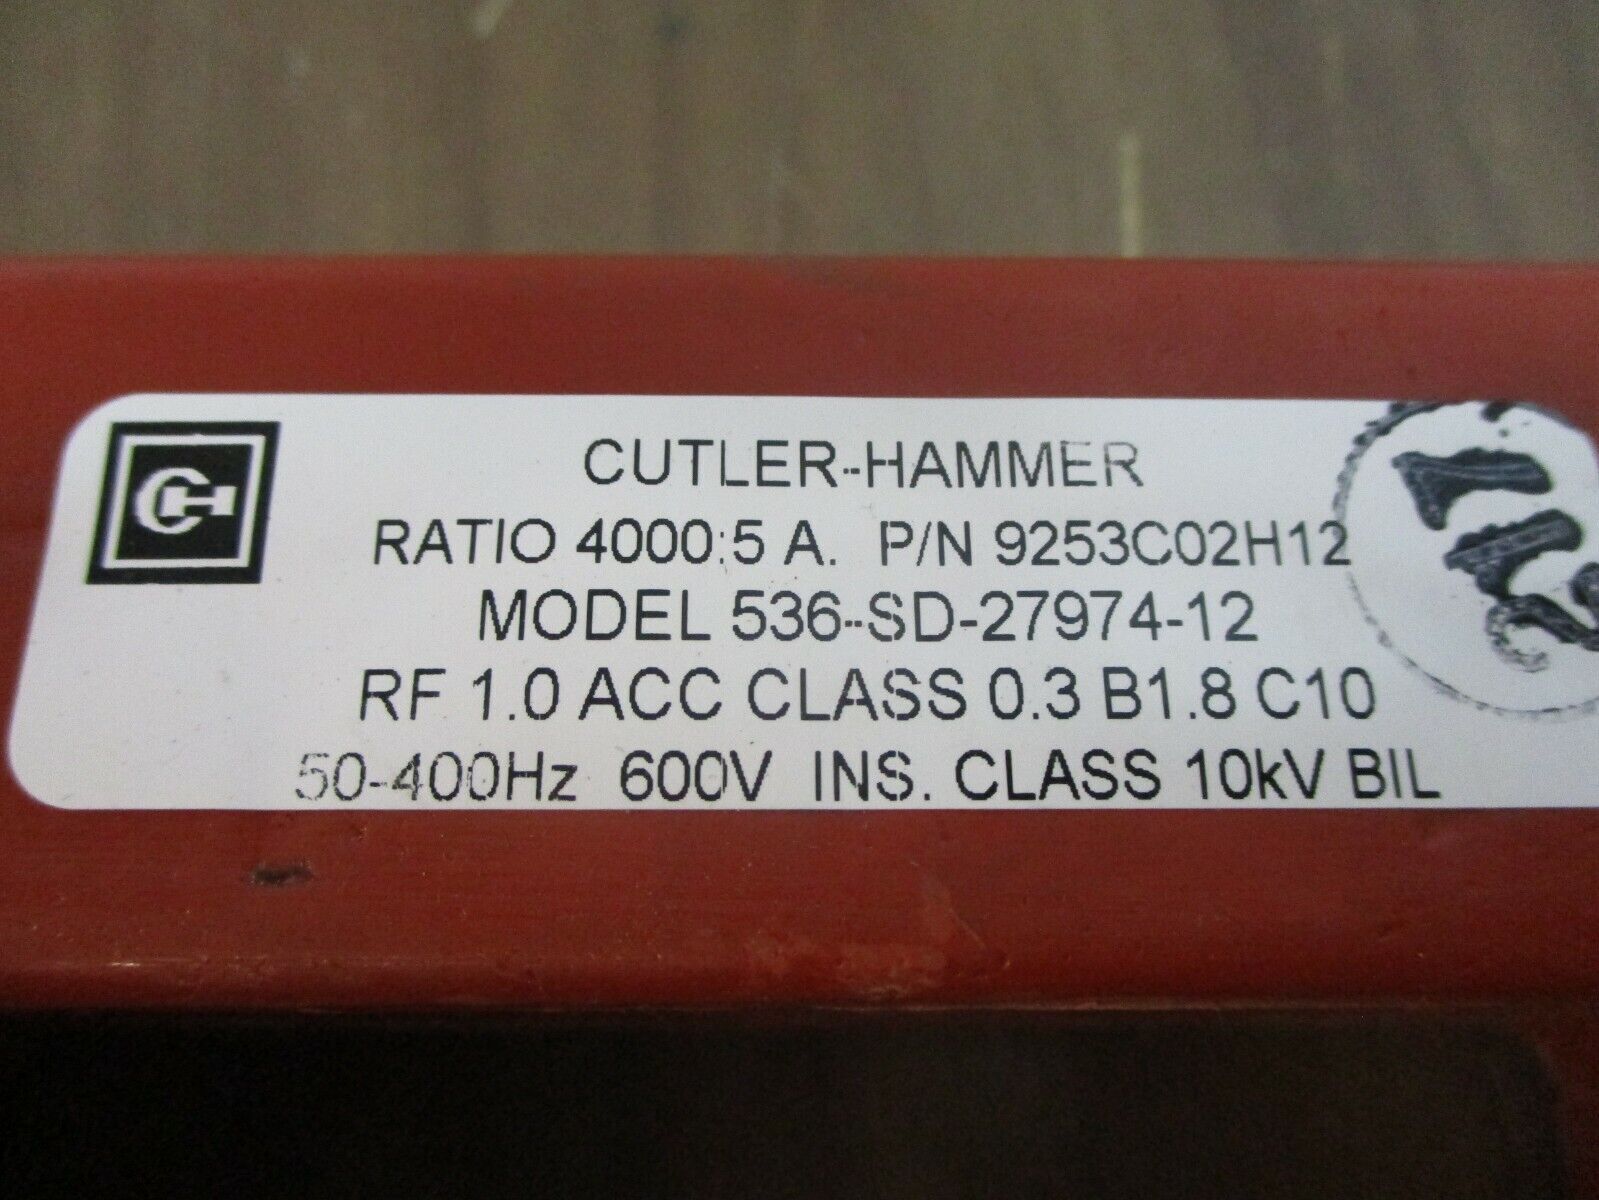 CH
CUTLER-HAMMER
RATIO 4000:5 A. P/N 9253C02H12
MODEL 536-SD-27974-12
RF 1.0 ACC CLASS 0.3 B1.8 C10
50-400Hz 600V INS. CLASS 10kV BIL